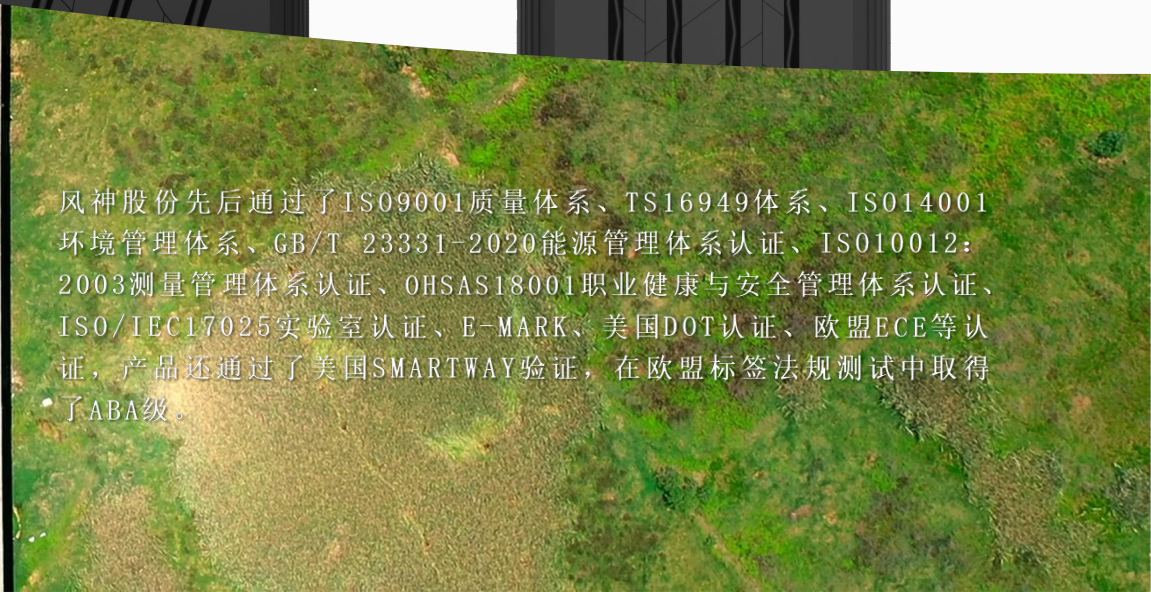 风神股份先后通过了ISO9001质量体系、TS16949体系、ISO14001
环境管理体系、GB/T 23331-2020能源管理体系认证、ISO10012：
2003测量管理体系认证、OHSAS18001职业健康与安全管理体系认证、
ISO/IEC17025实验室认证、E-MARK、美国DOT认证、欧盟ECE等认
证，产品还通过了美国SMARTWAY验证，在欧盟标签法规测试中取得
了ABA级。